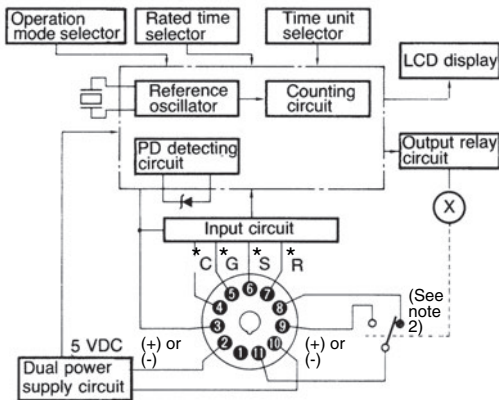 Operation
mode selector
Rated time
selector
Time unit
selector
LCD display
Reference
oscillator
Counting
circuit
PD detecting
circuit
Output relay
circuit
X
Input circuit
*C *G *S *R
4 5 6 7 8
3 9
2 1 11 10
(See
note
2)
5 VDC
(+) or
(-)
(+) or
(-)
Dual power
supply circuit